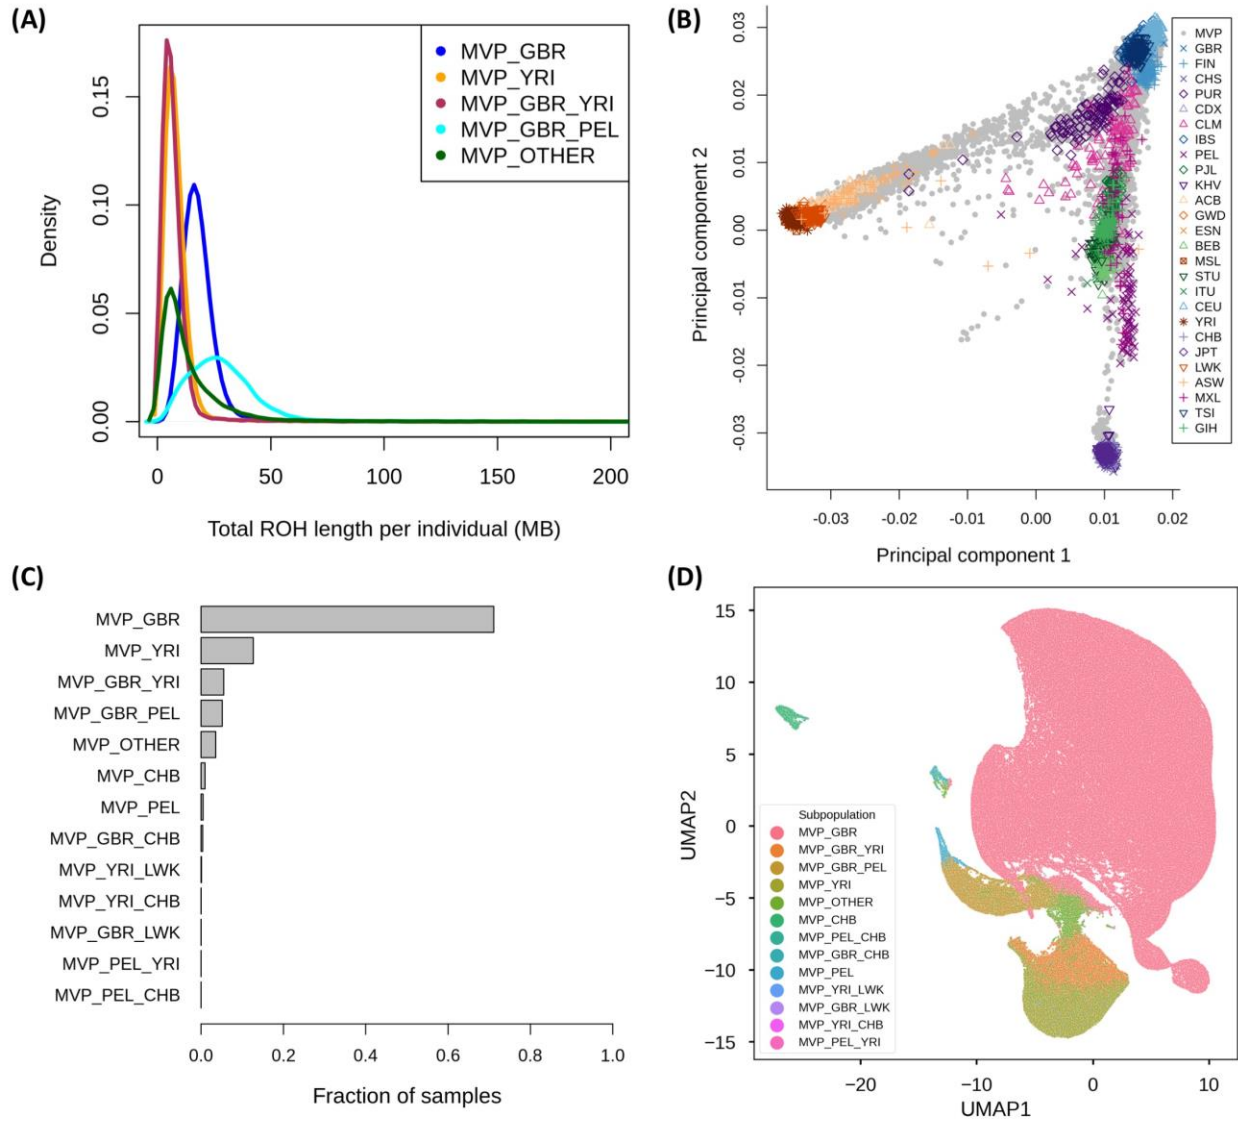 (A)
MVP_GBR
MVP_YRI
MVP_GBR_YRI
MVP_GBR_PEL
MVP_OTHER
Density
0.00
0.05
0.10
0.15
0
50
100
150
200
Total ROH length per individual (MB)
(B)
Principal component 2
0.03
0.02
0.01
0.00
-0.01
-0.02
-0.03
-0.03
-0.02
-0.01
0.00
0.01
0.02
Principal component 1
MVP
GBR
FIN
CHS
PUR
CDX
CLM
IBS
PEL
PJL
KHV
ACB
GWD
ESN
BEB
MSL
STU
ITU
CEU
YRI
CHB
JPT
LWK
ASW
MXL
TSI
GIH
(C)
MVP_GBR
MVP_YRI
MVP_GBR_YRI
MVP_GBR_PEL
MVP_OTHER
MVP_CHB
MVP_PEL
MVP_GBR_CHB
MVP_YRI_LWK
MVP_YRI_CHB
MVP_GBR_LWK
MVP_PEL_YRI
MVP_PEL_CHB
0.0
0.2
0.4
0.6
0.8
1.0
Fraction of samples
(D)
UMAP2
15
10
5
0
−5
−10
−15
Subpopulation
MVP_GBR
MVP_GBR_YRI
MVP_GBR_PEL
MVP_YRI
MVP_OTHER
MVP_CHB
MVP_PEL_CHB
MVP_GBR_CHB
MVP_PEL
MVP_YRI_LWK
MVP_GBR_LWK
MVP_YRI_CHB
MVP_PEL_YRI
−20
−10
0
10
UMAP1